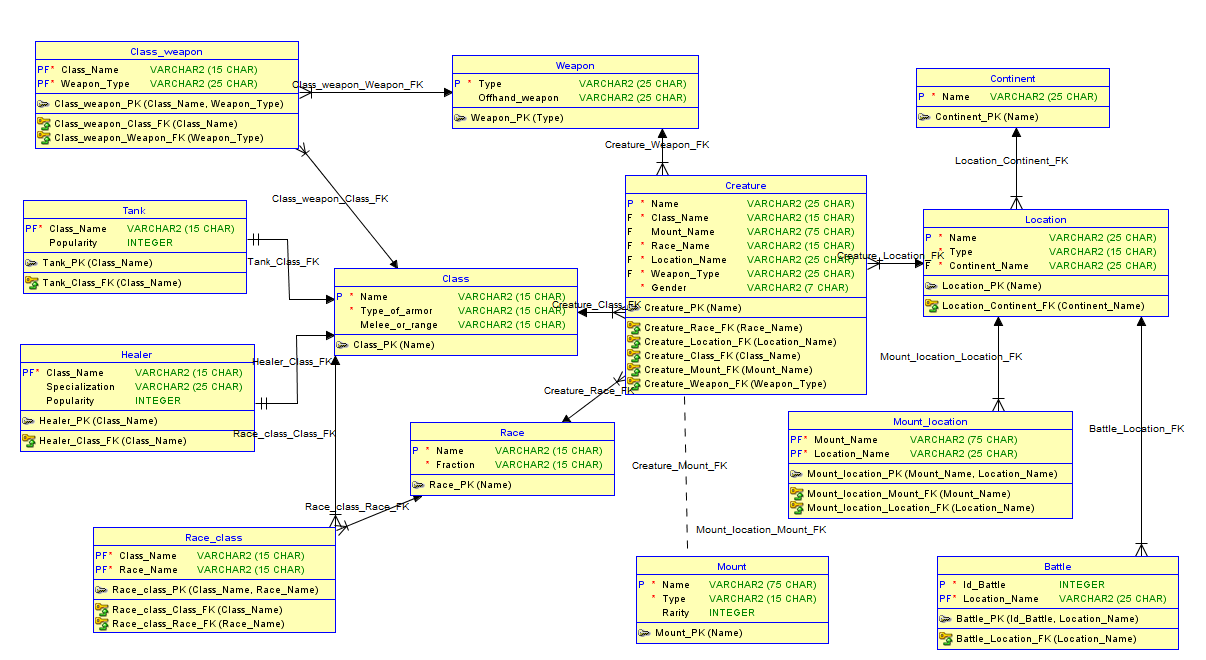 Class_weapon
PF* Class_Name VARCHAR2 (15 CHAR)
PF* Weapon_Type VARCHAR2 (25 CHAR)
Class_weapon_PK (Class_Name, Weapon_Type)
Class_weapon_Class_FK (Class_Name)
Class_weapon_Weapon_FK (Weapon_Type)
Class_weapon_Weapon_FK
Weapon
P * Type VARCHAR2 (25 CHAR)
Offhand_weapon VARCHAR2 (25 CHAR)
Weapon_PK (Type)
Continent
P * Name VARCHAR2 (25 CHAR)
Continent_PK (Name)
Creature_Weapon_FK
Location_Continent_FK
Class_weapon_Class_FK
Tank
PF* Class_Name VARCHAR2 (15 CHAR)
Popularity INTEGER
Tank_PK (Class_Name)
Tank_Class_FK (Class_Name)
Tank_Class_FK
Creature
P * Name VARCHAR2 (25 CHAR)
F * Class_Name VARCHAR2 (15 CHAR)
F Mount_Name VARCHAR2 (75 CHAR)
F * Race_Name VARCHAR2 (15 CHAR)
F * Location_Name VARCHAR2 (25 CHAR)
F * Weapon_Type VARCHAR2 (25 CHAR)
* Gender VARCHAR2 (7 CHAR)
Creature_PK (Name)
Creature_Race_FK (Race_Name)
Creature_Location_FK (Location_Name)
Creature_Class_FK (Class_Name)
Creature_Mount_FK (Mount_Name)
Creature_Weapon_FK (Weapon_Type)
Creature_Location_FK
Location
P * Name VARCHAR2 (25 CHAR)
* Type VARCHAR2 (15 CHAR)
F * Continent_Name VARCHAR2 (25 CHAR)
Location_PK (Name)
Location_Continent_FK (Continent_Name)
Class
P * Name VARCHAR2 (15 CHAR)
* Type_of_armor VARCHAR2 (15 CHAR)
Melee_or_range VARCHAR2 (15 CHAR)
Class_PK (Name)
Creature_Class_FK
Healer
PF* Class_Name VARCHAR2 (15 CHAR)
Specialization VARCHAR2 (25 CHAR)
Popularity INTEGER
Healer_PK (Class_Name)
Healer_Class_FK (Class_Name)
Healer_Class_FK
Race_class_Class_FK
Creature_Race_FK
Mount_location_Location_FK
Race
P * Name VARCHAR2 (15 CHAR)
* Fraction VARCHAR2 (15 CHAR)
Race_PK (Name)
Race_class_Race_FK
Creature_Mount_FK
Mount_location_Mount_FK
Mount_location
PF* Mount_Name VARCHAR2 (75 CHAR)
PF* Location_Name VARCHAR2 (25 CHAR)
Mount_location_PK (Mount_Name, Location_Name)
Mount_location_Mount_FK (Mount_Name)
Mount_location_Location_FK (Location_Name)
Battle_Location_FK
Race_class
PF* Class_Name VARCHAR2 (15 CHAR)
PF* Race_Name VARCHAR2 (15 CHAR)
Race_class_PK (Class_Name, Race_Name)
Race_class_Class_FK (Class_Name)
Race_class_Race_FK (Race_Name)
Mount
P * Name VARCHAR2 (75 CHAR)
* Type VARCHAR2 (15 CHAR)
Rarity INTEGER
Mount_PK (Name)
Battle
P * Id_Battle INTEGER
PF* Location_Name VARCHAR2 (25 CHAR)
Battle_PK (Id_Battle, Location_Name)
Battle_Location_FK (Location_Name)